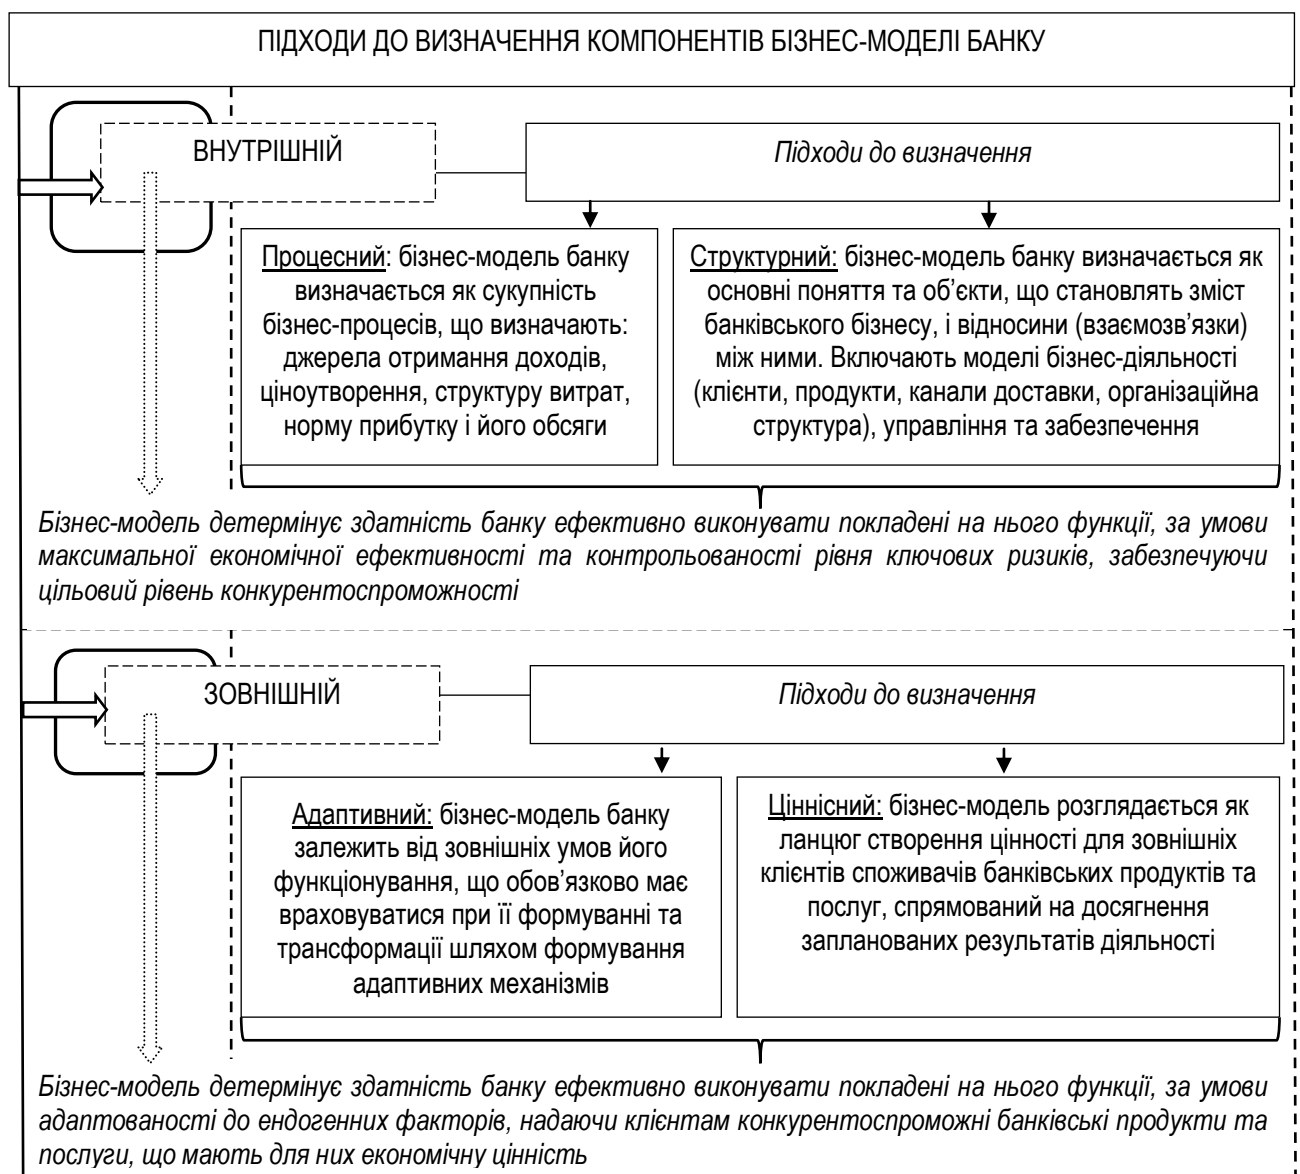 ПІДХОДИ ДО ВИЗНАЧЕННЯ КОМПОНЕНТІВ БІЗНЕС-МОДЕЛІ БАНКУ
ВНУТРІШНІЙ
Підходи до визначення
Процесний: бізнес-модель банку
визначається як сукупність
бізнес-процесів, що визначають:
джерела отримання доходів,
ціноутворення, структуру витрат,
норму прибутку і його обсяги
Структурний: бізнес-модель банку визначається як
основні поняття та об’єкти, що становлять зміст
банківського бізнесу, і відносини (взаємозв’язки)
між ними. Включають моделі бізнес-діяльності
(клієнти, продукти, канали доставки, організаційна
структура), управління та забезпечення
Бізнес-модель детермінує здатність банку ефективно виконувати покладені на нього функції, за умови
максимальної економічної ефективності та контрольованості рівня ключових ризиків, забезпечуючи
цільовий рівень конкурентоспроможності
ЗОВНІШНІЙ
Підходи до визначення
Адаптивний: бізнес-модель банку
залежить від зовнішніх умов його
функціонування, що обов’язково має
враховуватися при її формуванні та
трансформації шляхом формування
адаптивних механізмів
Ціннісний: бізнес-модель розглядається як
ланцюг створення цінності для зовнішніх
клієнтів споживачів банківських продуктів та
послуг, спрямований на досягнення
запланованих результатів діяльності
Бізнес-модель детермінує здатність банку ефективно виконувати покладені на нього функції, за умови
адаптованості до ендогенних факторів, надаючи клієнтам конкурентоспроможні банківські продукти та
послуги, що мають для них економічну цінність